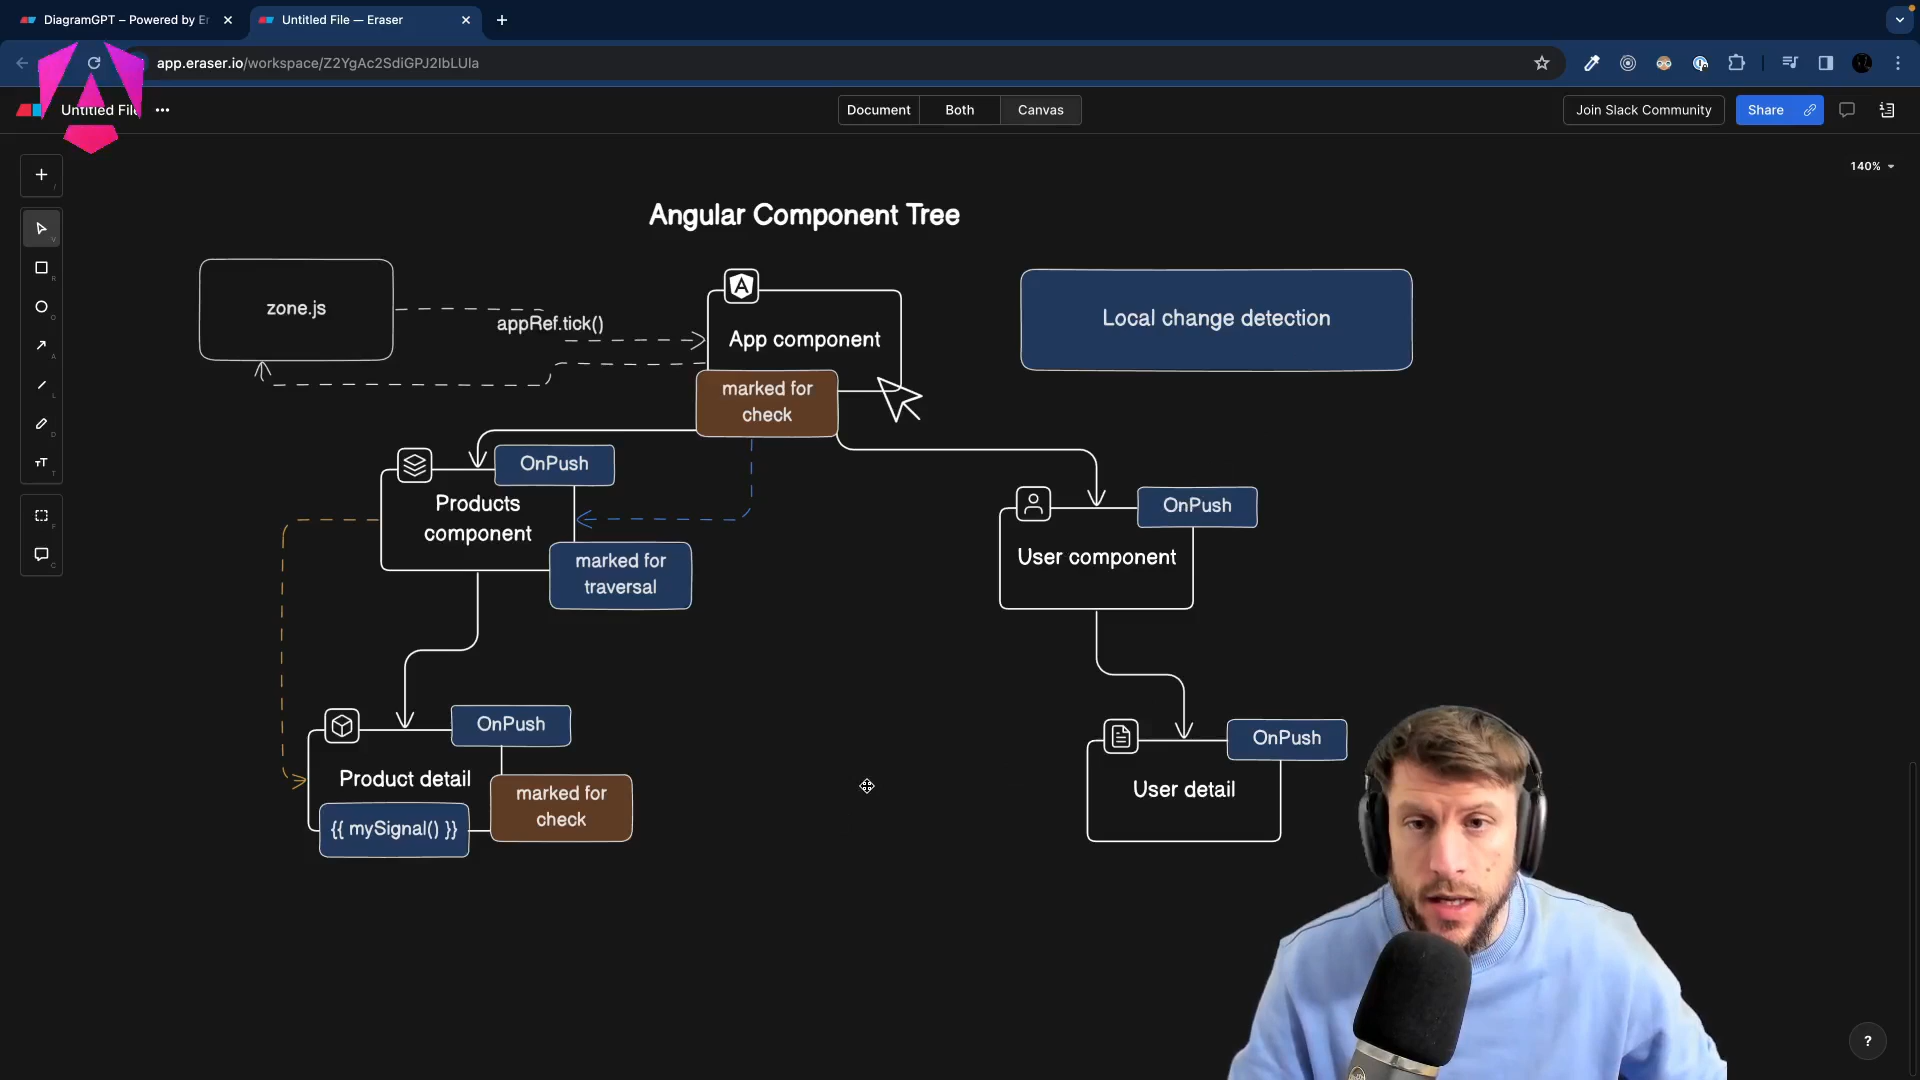 DiagramGPT – Powered by Er
Untitled File — Eraser
app.eraser.io/workspace/Z2YgAc2SdiGPJ2IbLUla
Untitled File
Document
Both
Canvas
Join Slack Community
Share
140%
Angular Component Tree
zone.js
appRef.tick()
App component
Local change detection
marked for
check
OnPush
Products
component
marked for
traversal
OnPush
User component
OnPush
Product detail
{{ mySignal() }}
marked for
check
OnPush
User detail
?